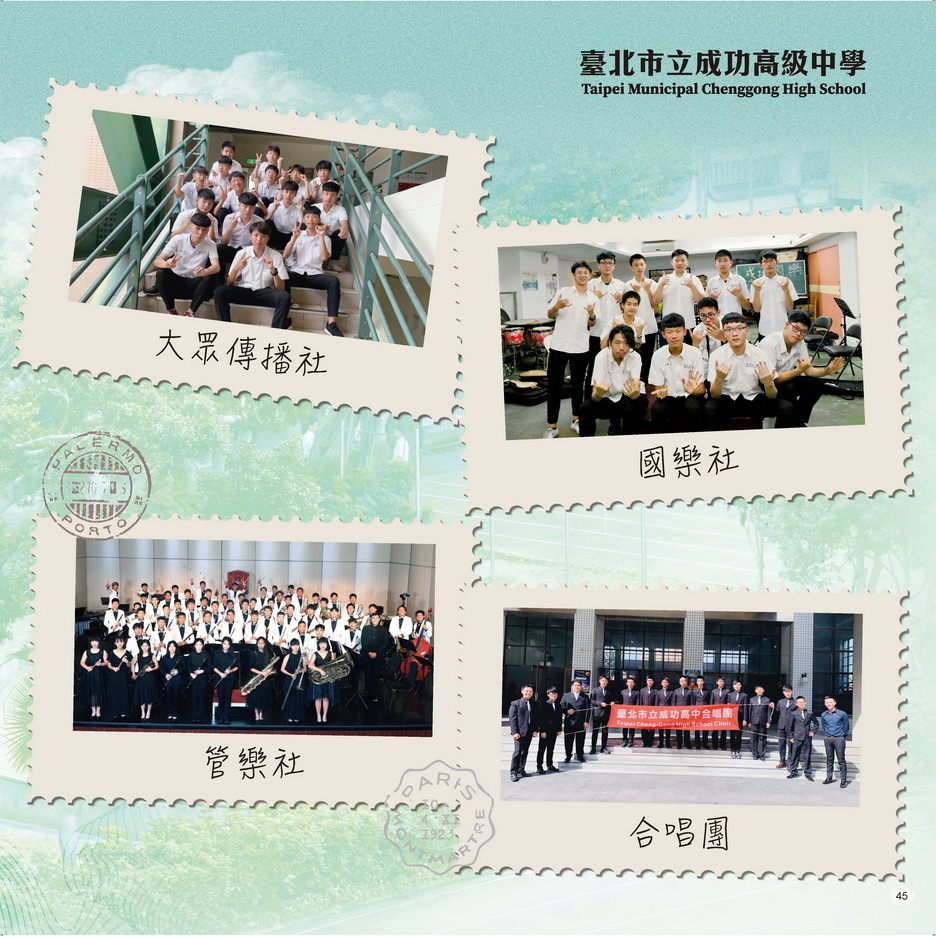 臺北市立成功高級中學
Taipei Municipal Chenggong High School
大眾傳播社
國樂社
PALERMO
PORTO
管樂社
臺北市立成功高中合唱團
Taipei Cheng-Gong High School Choir
合唱團
PARIS
MONTMARTRE
45